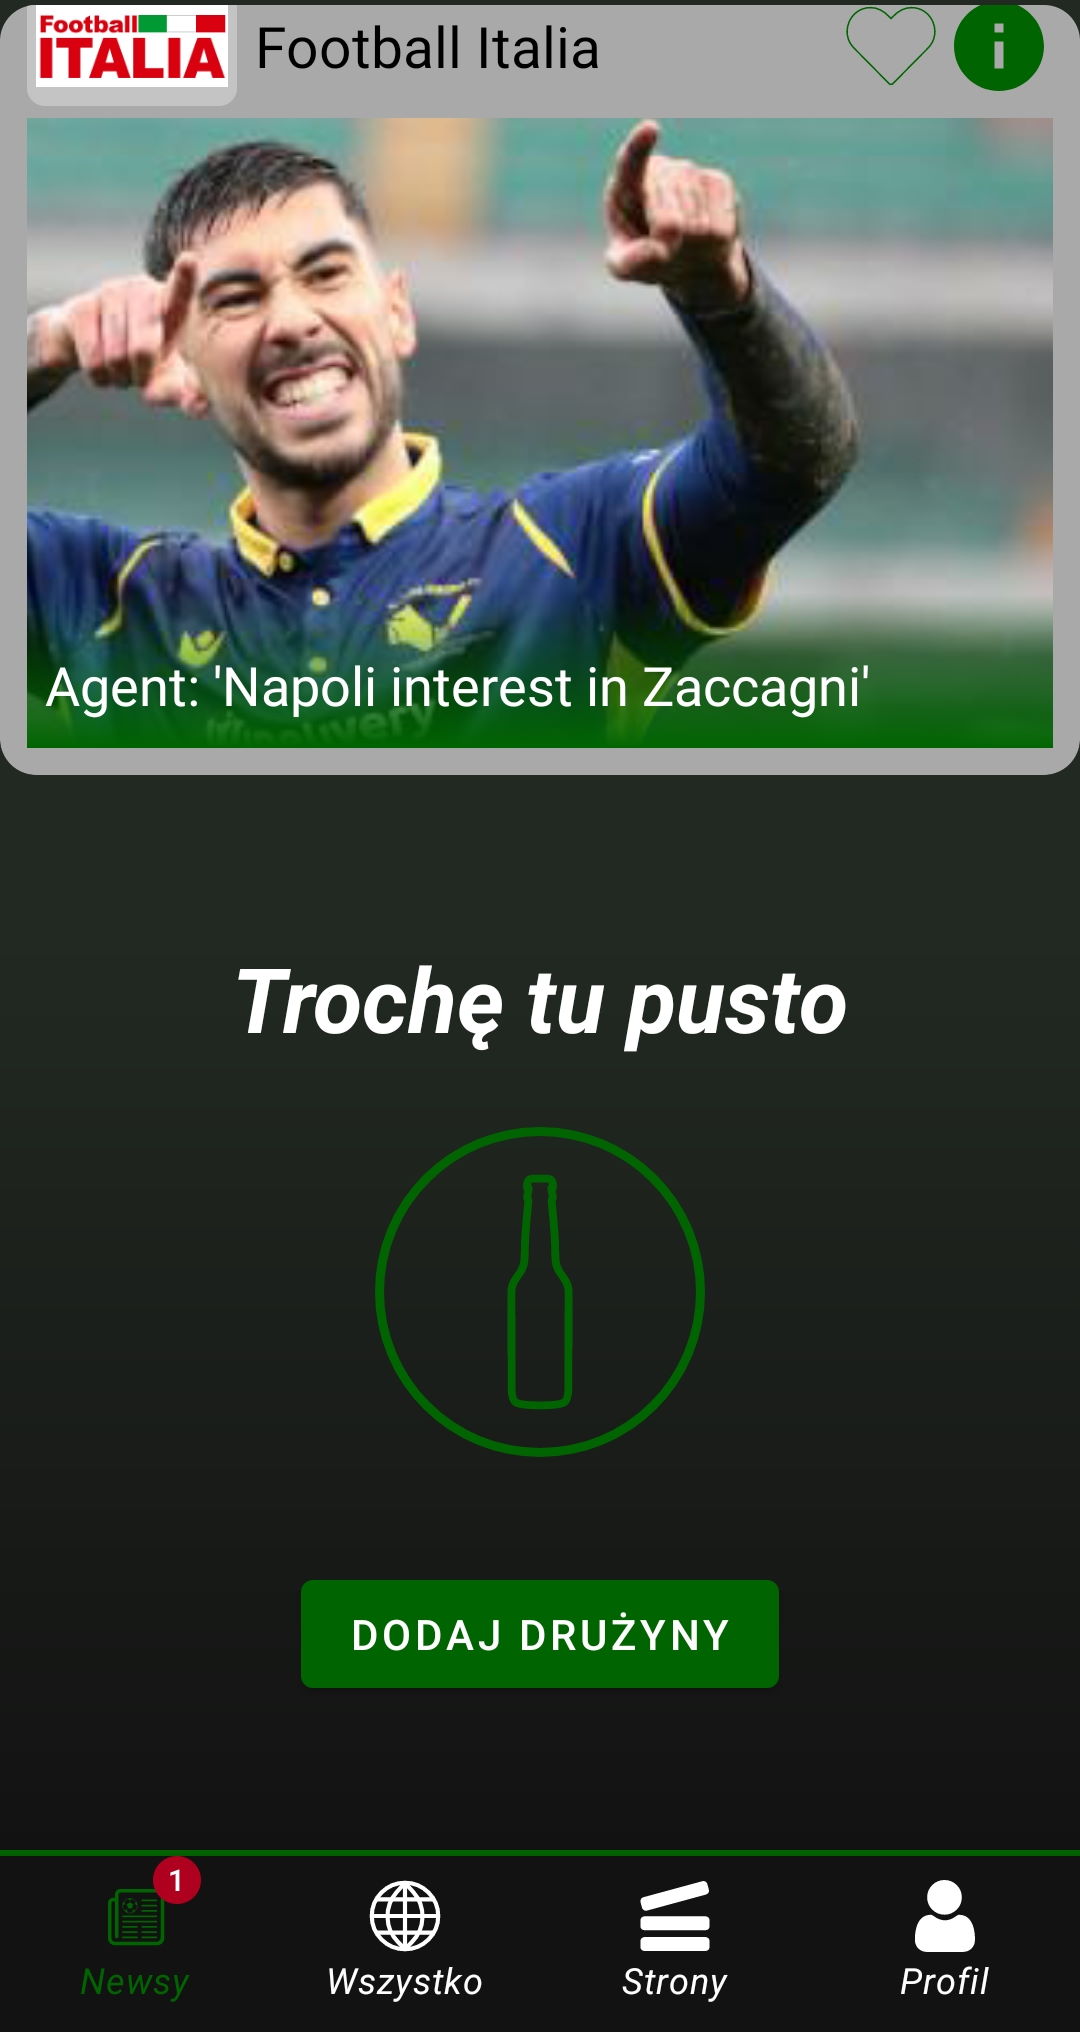 Football
ITALIA
Football Italia
Agent: 'Napoli interest in Zaccagni'
Trochę tu pusto
DODAJ DRUŻYNY
1
Newsy
Wszystko
Strony
Profil